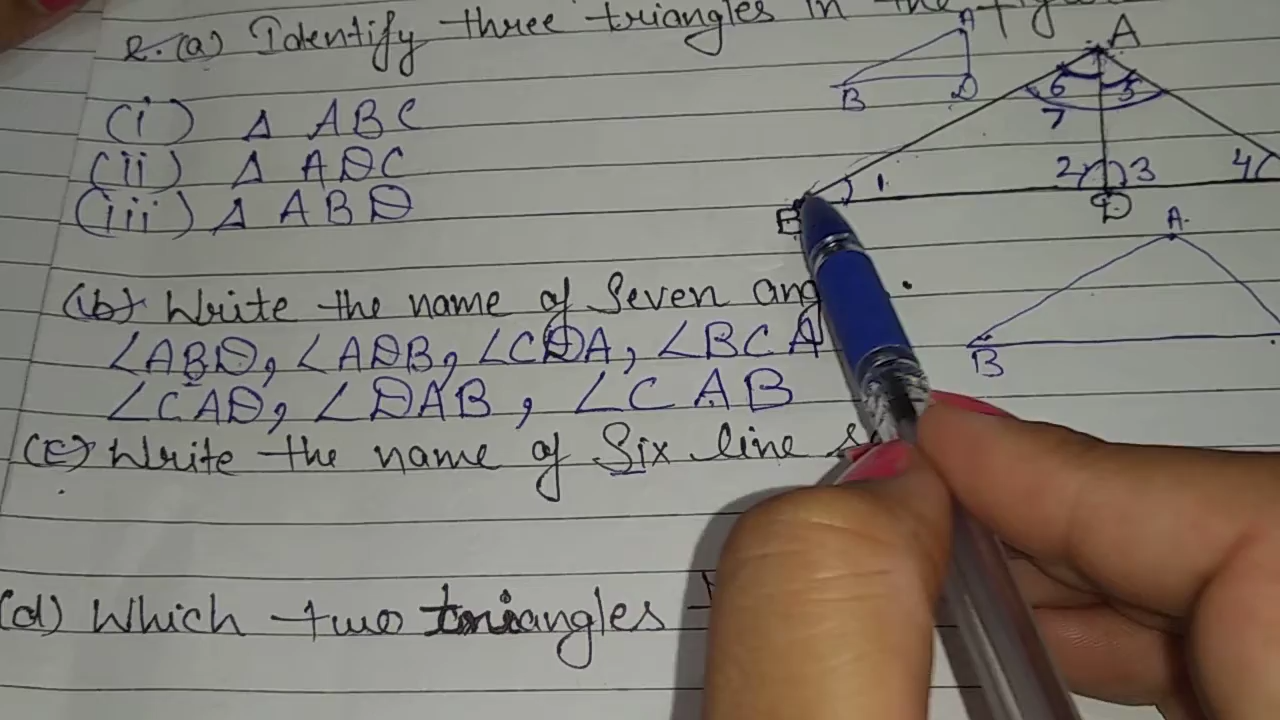 2. (a) Identify three triangles in the figu
(i) Δ ABC
(ii) Δ ADC
(iii) Δ ABD
A
B D
A
6 5
7
2 3 4
1
B D
(b) Write the name of Seven ang
∠ABD, ∠ADB, ∠CDA, ∠BCA
∠CAD, ∠DAB, ∠CAB
A
B
(c) Write the name of Six line s
(d) Which two triangles